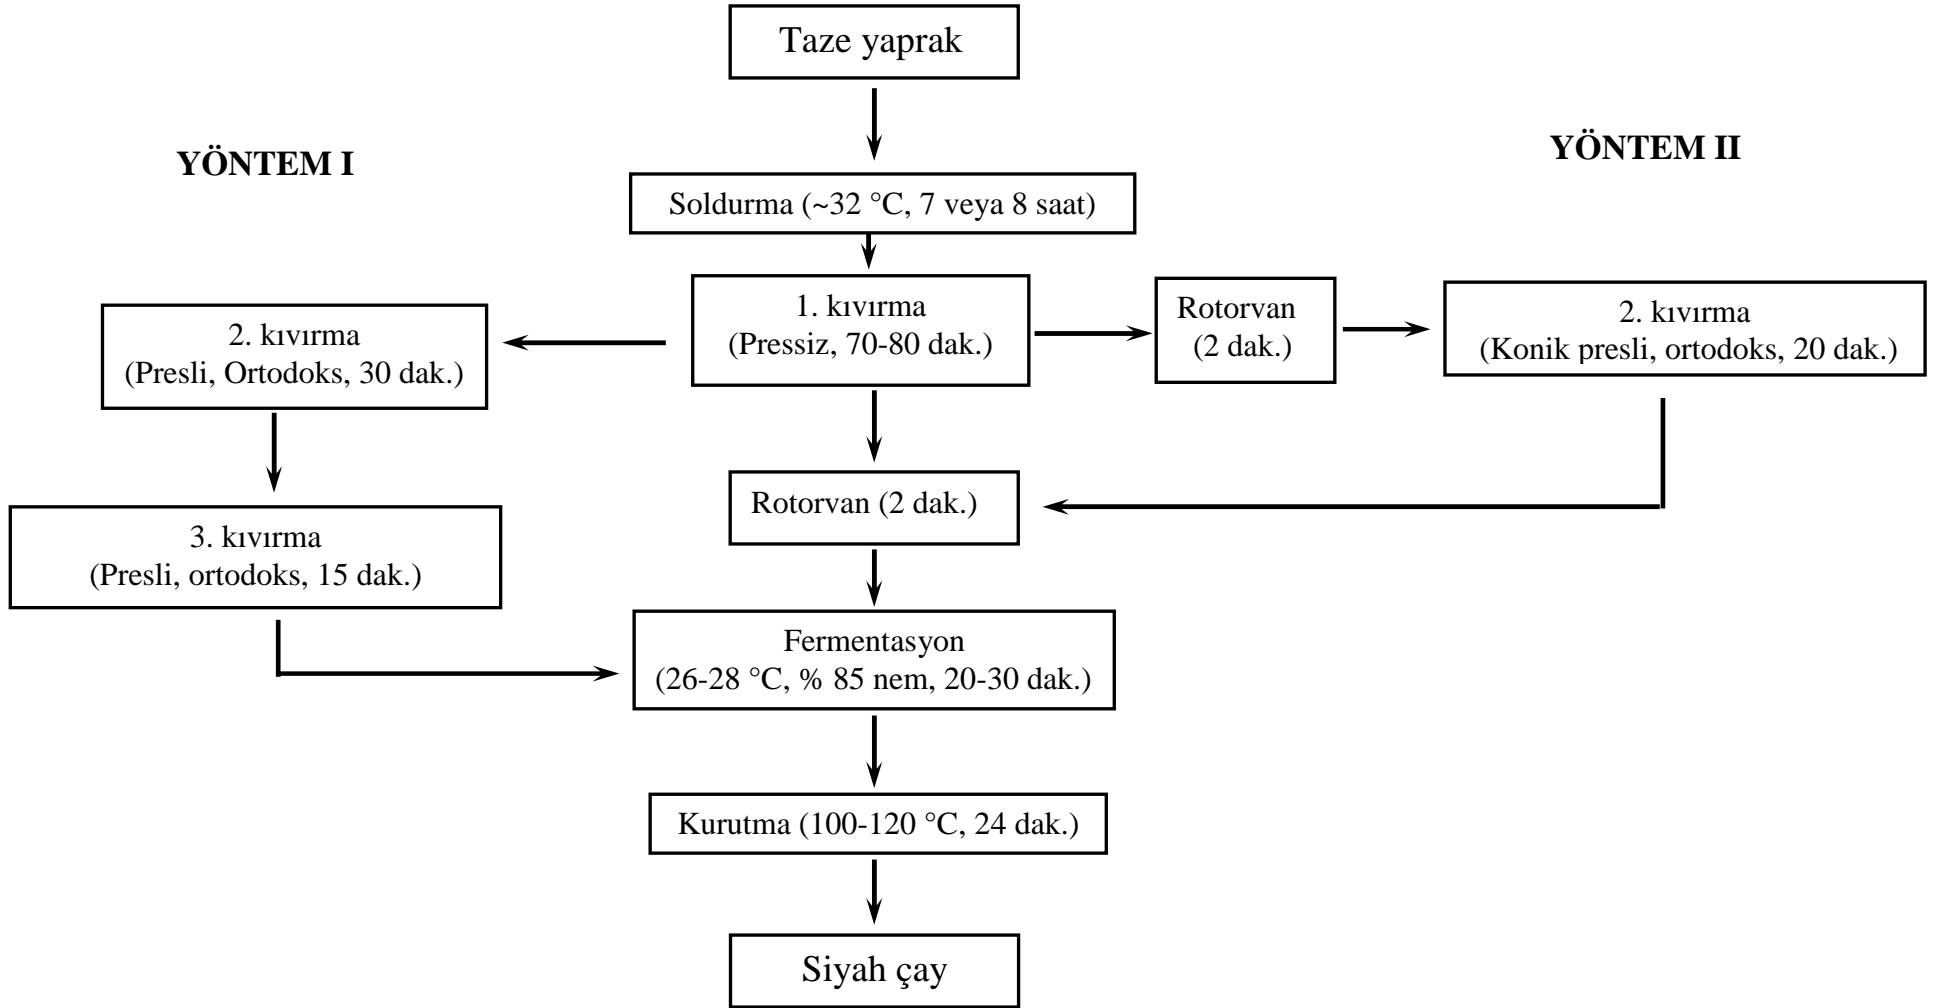 Taze yaprak
YÖNTEM I
YÖNTEM II
Soldurma (~32 °C, 7 veya 8 saat)
1. kıvırma
(Pressiz, 70-80 dak.)
Rotorvan
(2 dak.)
2. kıvırma
(Konik presli, ortodoks, 20 dak.)
2. kıvırma
(Presli, Ortodoks, 30 dak.)
Rotorvan (2 dak.)
3. kıvırma
(Presli, ortodoks, 15 dak.)
Fermentasyon
(26-28 °C, % 85 nem, 20-30 dak.)
Kurutma (100-120 °C, 24 dak.)
Siyah çay